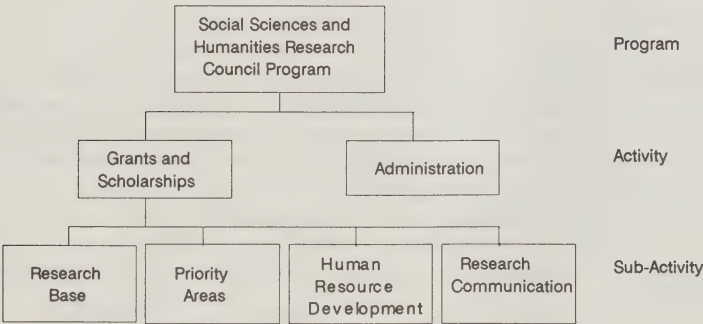 Social Sciences and
Humanities Research
Council Program
Program
Grants and
Scholarships
Administration
Activity
Research
Base
Priority
Areas
Human
Resource
Development
Research
Communication
Sub-Activity